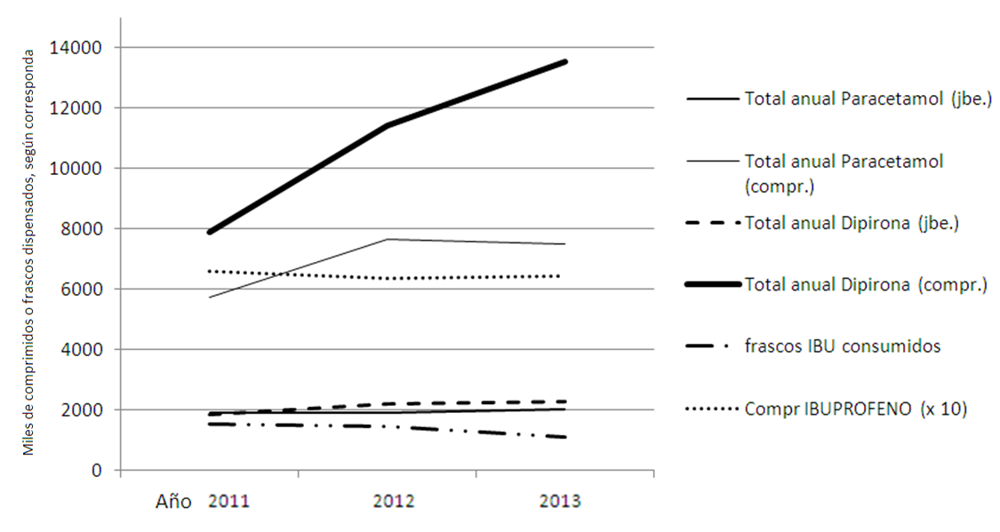 Miles de comprimidos o frascos dispensados, según corresponda
14000
12000
10000
8000
6000
4000
2000
0
Año 2011 2012 2013
Total anual Paracetamol (jbe.)
Total anual Paracetamol
(compr.)
Total anual Dipirona (jbe.)
Total anual Dipirona (compr.)
frascos IBU consumidos
Compr IBUPROFENO (x 10)